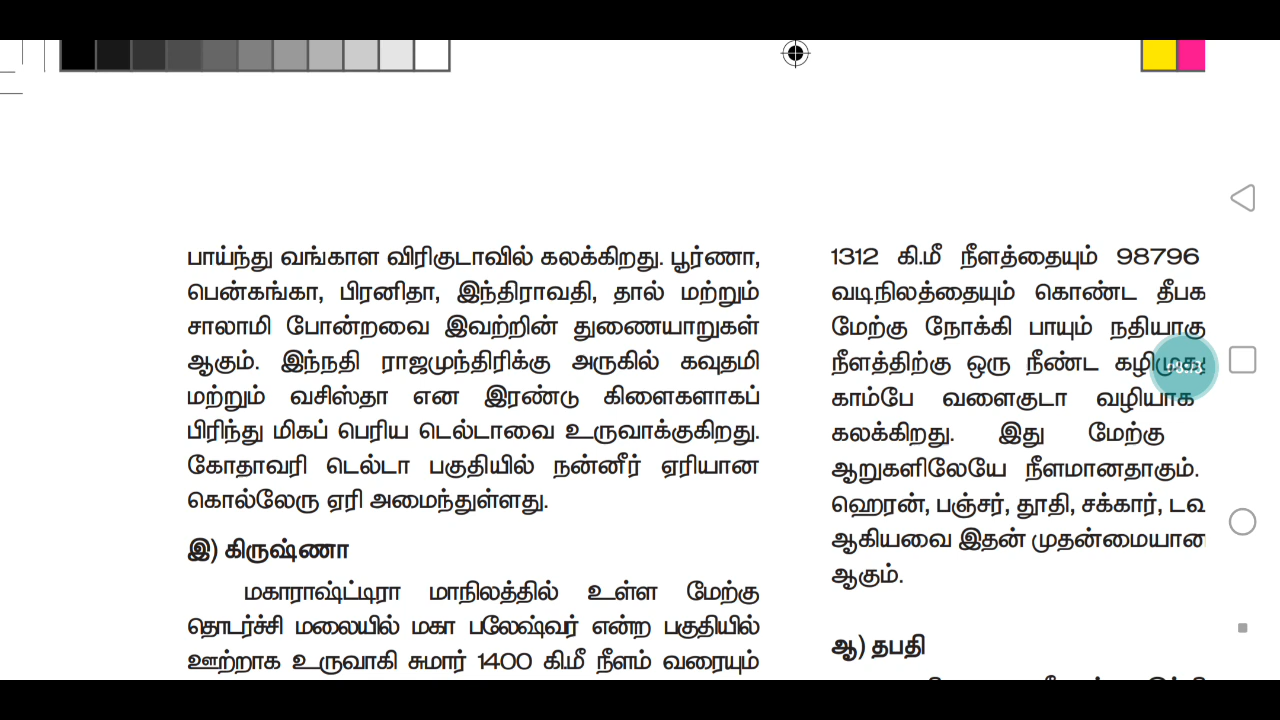 பாய்ந்து வங்காள விரிகுடாவில் கலக்கிறது. பூர்ணா,
பென்கங்கா, பிரனிதா, இந்திராவதி, தால் மற்றும்
சாலாமி போன்றவை இவற்றின் துணையாறுகள்
ஆகும். இந்நதி ராஜமுந்திரிக்கு அருகில் கவுதமி
மற்றும் வசிஸ்தா என இரண்டு கிளைகளாகப்
பிரிந்து மிகப் பெரிய டெல்டாவை உருவாக்குகிறது.
கோதாவரி டெல்டா பகுதியில் நன்னீர் ஏரியான
கொல்லேரு ஏரி அமைந்துள்ளது.
இ) கிருஷ்ணா
மகாராஷ்ட்டிரா மாநிலத்தில் உள்ள மேற்கு
தொடர்ச்சி மலையில் மகா பலேஷ்வர் என்ற பகுதியில்
ஊற்றாக உருவாகி சுமார் 1400 கி.மீ நீளம் வரையும்
1312 கி.மீ நீளத்தையும் 98796
வடிநிலத்தையும் கொண்ட தீபக
மேற்கு நோக்கி பாயும் நதியாகு
நீளத்திற்கு ஒரு நீண்ட
காம்பே வளைகுடா வழியாக
கலக்கிறது. இது மேற்கு
ஆறுகளிலேயே நீளமானதாகும்.
ஹெரன், பஞ்சர், தூதி, சக்கார், டவ
ஆகியவை இதன் முதன்மையான
ஆகும்.
ஆ) தபதி